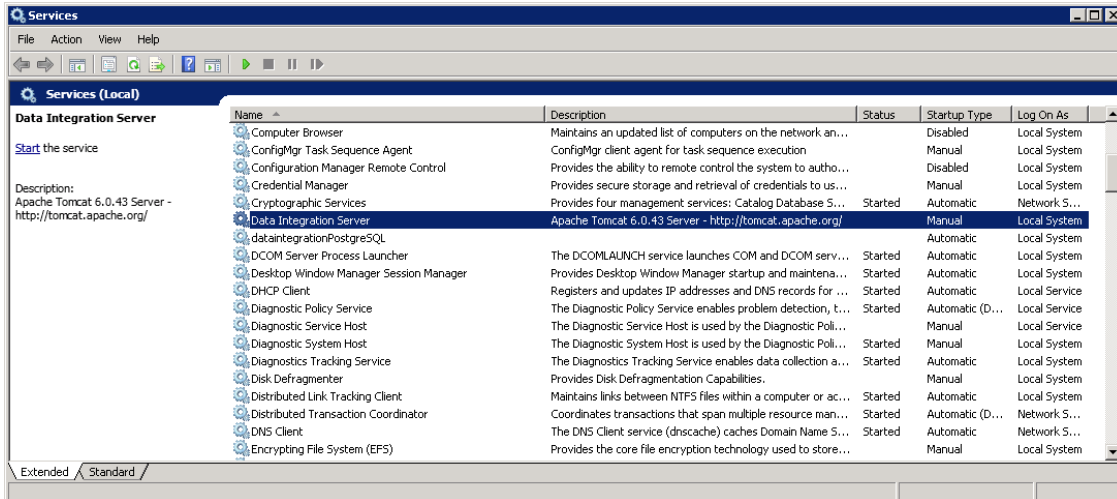 Services
File Action View Help
Services (Local)
Data Integration Server
Start the service
Description:
Apache Tomcat 6.0.43 Server -
http://tomcat.apache.org/
Name Description Status Startup Type Log On As
Computer Browser Maintains an updated list of computers on the network an... Disabled Local System
ConfigMgr Task Sequence Agent ConfigMgr client agent for task sequence execution Manual Local System
Configuration Manager Remote Control Provides the ability to remote control the system to autho... Disabled Local System
Credential Manager Provides secure storage and retrieval of credentials to us... Manual Local System
Cryptographic Services Provides four management services: Catalog Database S... Started Automatic Network S...
Data Integration Server Apache Tomcat 6.0.43 Server - http://tomcat.apache.org/ Manual Local System
dataintegrationPostgreSQL Automatic Local System
DCOM Server Process Launcher The DCOMLAUNCH service launches COM and DCOM serv... Started Automatic Local System
Desktop Window Manager Session Manager Provides Desktop Window Manager startup and maintena... Started Automatic Local System
DHCP Client Registers and updates IP addresses and DNS records for ... Started Automatic Local Service
Diagnostic Policy Service The Diagnostic Policy Service enables problem detection, t... Started Automatic (D... Local Service
Diagnostic Service Host The Diagnostic Service Host is used by the Diagnostic Poli... Manual Local Service
Diagnostic System Host The Diagnostic System Host is used by the Diagnostic Poli... Started Manual Local System
Diagnostics Tracking Service The Diagnostics Tracking Service enables data collection a... Started Automatic Local System
Disk Defragmenter Provides Disk Defragmentation Capabilities. Manual Local System
Distributed Link Tracking Client Maintains links between NTFS files within a computer or ac... Started Automatic Local System
Distributed Transaction Coordinator Coordinates transactions that span multiple resource man... Started Automatic (D... Network S...
DNS Client The DNS Client service (dnscache) caches Domain Name S... Started Automatic Network S...
Encrypting File System (EFS) Provides the core file encryption technology used to store... Manual Local System
Extended Standard